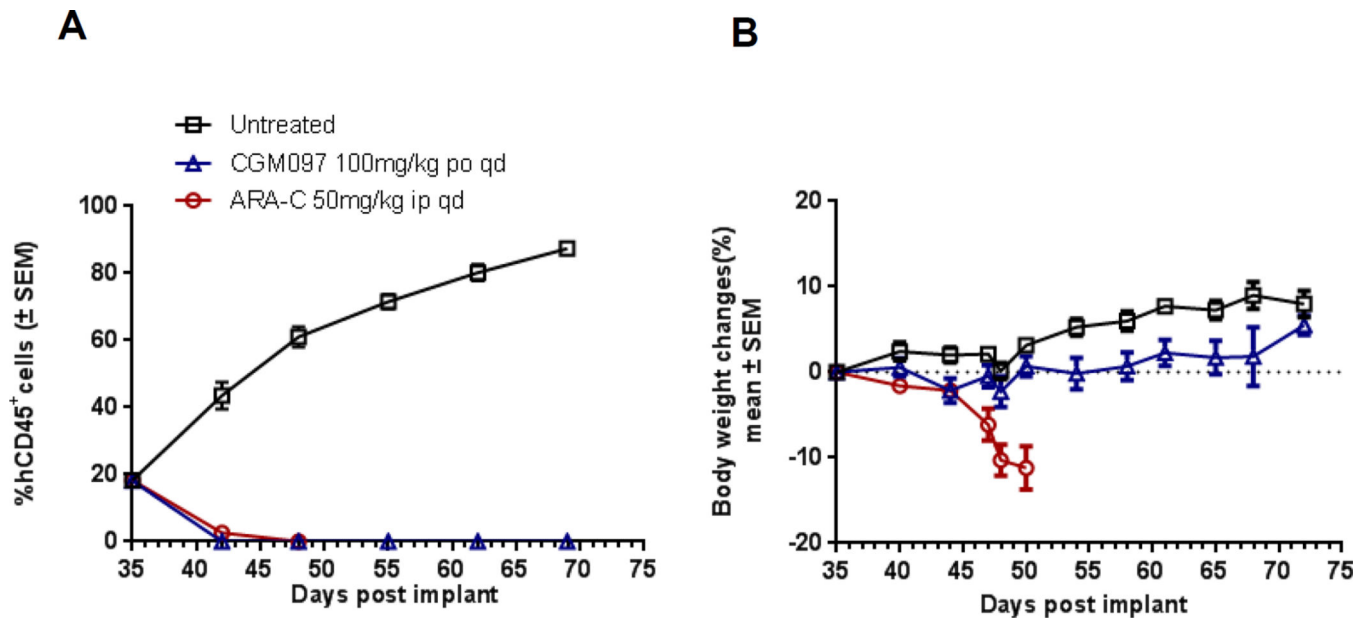 A
Untreated
CGM097 100mg/kg po qd
ARA-C 50mg/kg ip qd
%hCD45⁺ cells (± SEM)
100
80
60
40
20
0
35 40 45 50 55 60 65 70 75
Days post implant
B
Body weight changes(%)
mean ± SEM
20
10
0
-10
-20
35 40 45 50 55 60 65 70 75
Days post implant